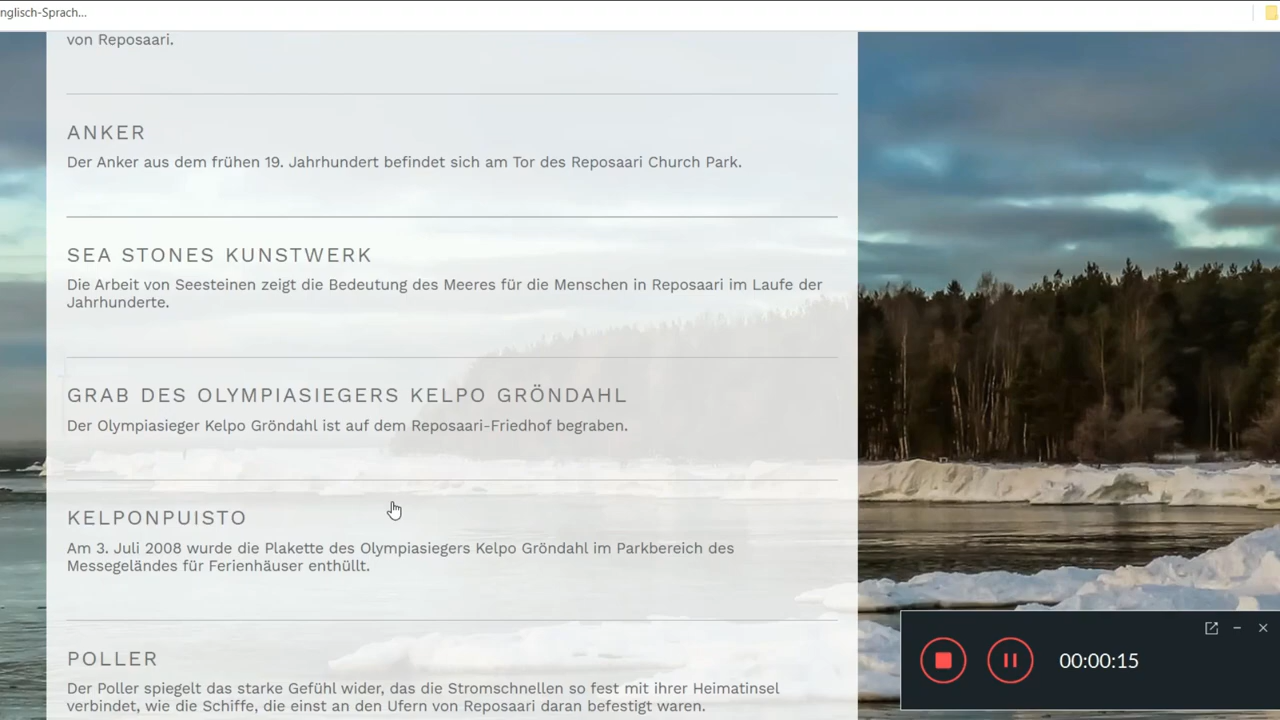 nglisch-Sprach...
von Reposaari.
ANKER
Der Anker aus dem frühen 19. Jahrhundert befindet sich am Tor des Reposaari Church Park.
SEA STONES KUNSTWERK
Die Arbeit von Seesteinen zeigt die Bedeutung des Meeres für die Menschen in Reposaari im Laufe der
Jahrhunderte.
GRAB DES OLYMPIASIEGERS KELPO GRÖNDAHL
Der Olympiasieger Kelpo Gröndahl ist auf dem Reposaari-Friedhof begraben.
KELPONPUISTO
Am 3. Juli 2008 wurde die Plakette des Olympiasiegers Kelpo Gröndahl im Parkbereich des
Messegeländes für Ferienhäuser enthüllt.
POLLER
Der Poller spiegelt das starke Gefühl wider, das die Stromschnellen so fest mit ihrer Heimatinsel
verbindet, wie die Schiffe, die einst an den Ufern von Reposaari daran befestigt waren.
00:00:15